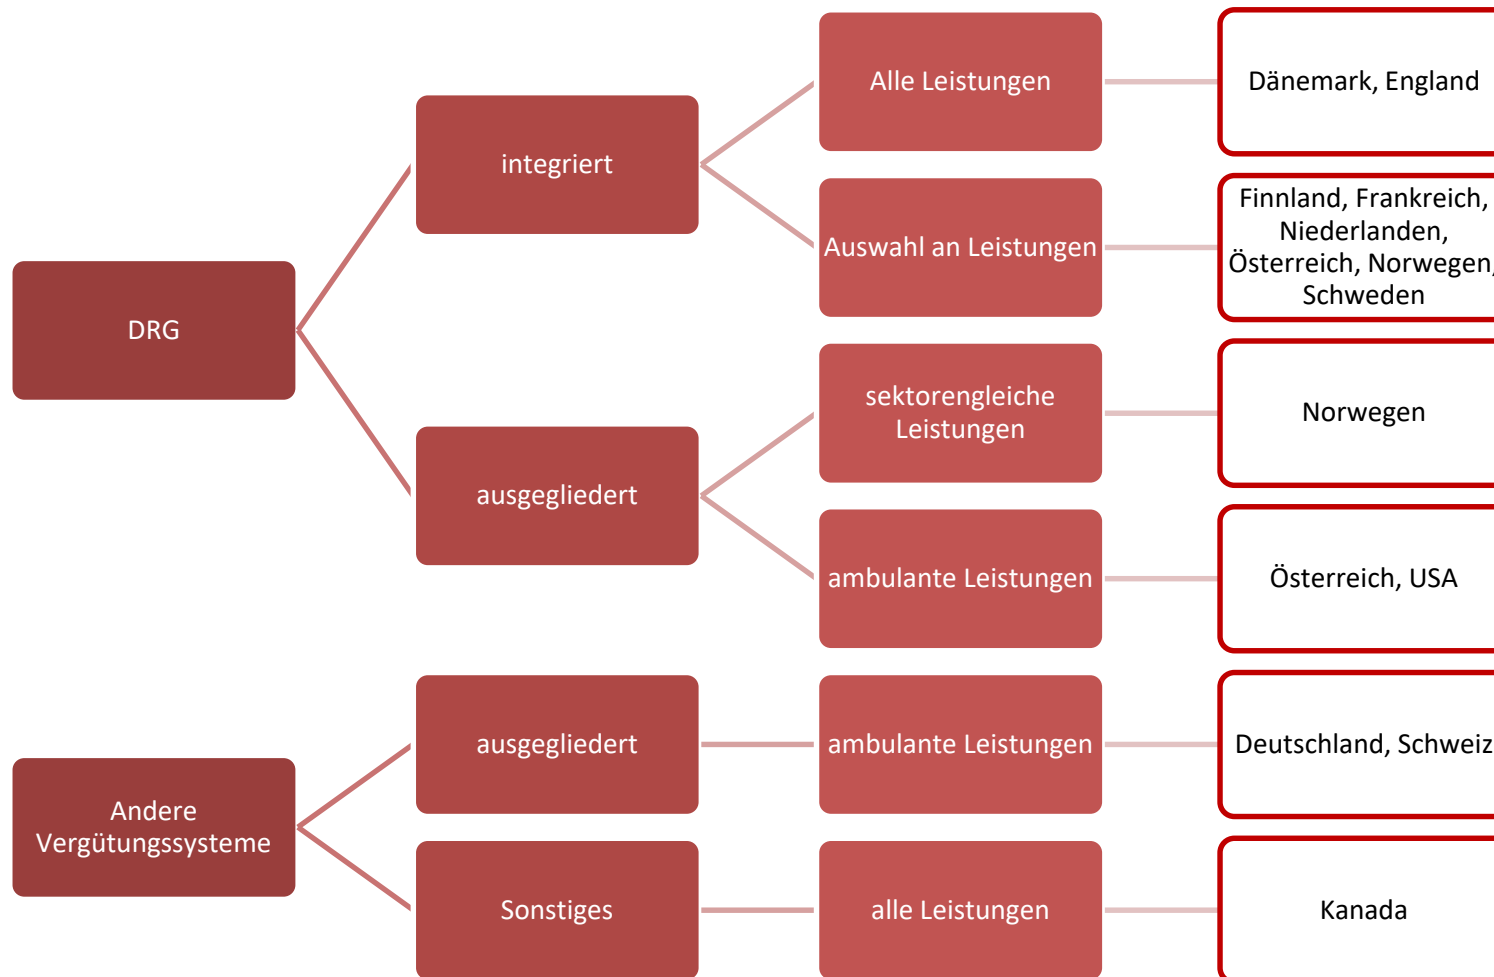 DRG
integriert
Alle Leistungen
Dänemark, England
Auswahl an Leistungen
Finnland, Frankreich,
Niederlanden,
Österreich, Norwegen,
Schweden
ausgegliedert
sektorengleiche
Leistungen
Norwegen
ambulante Leistungen
Österreich, USA
Andere
Vergütungssysteme
ausgegliedert
ambulante Leistungen
Deutschland, Schweiz
Sonstiges
alle Leistungen
Kanada